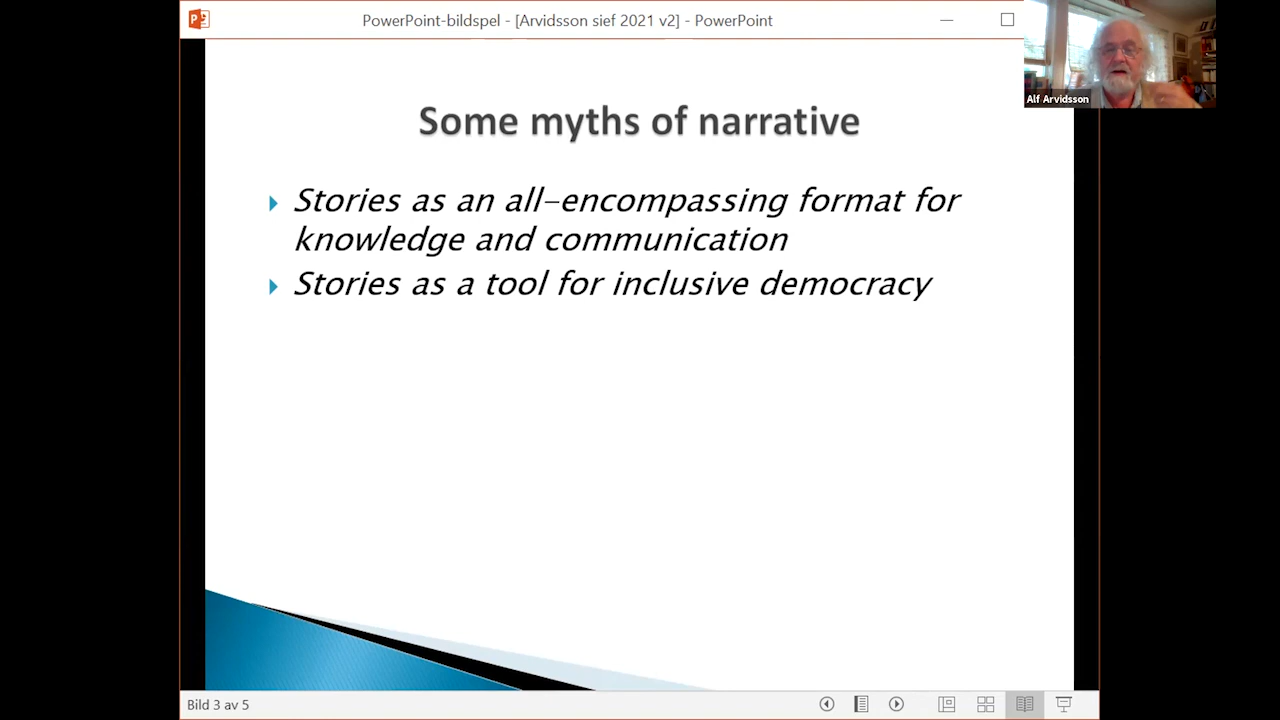 PowerPoint-bildspel - [Arvidsson sief 2021 v2] - PowerPoint
Alf Arvidsson
Some myths of narrative
Stories as an all-encompassing format for
knowledge and communication
Stories as a tool for inclusive democracy
Bild 3 av 5